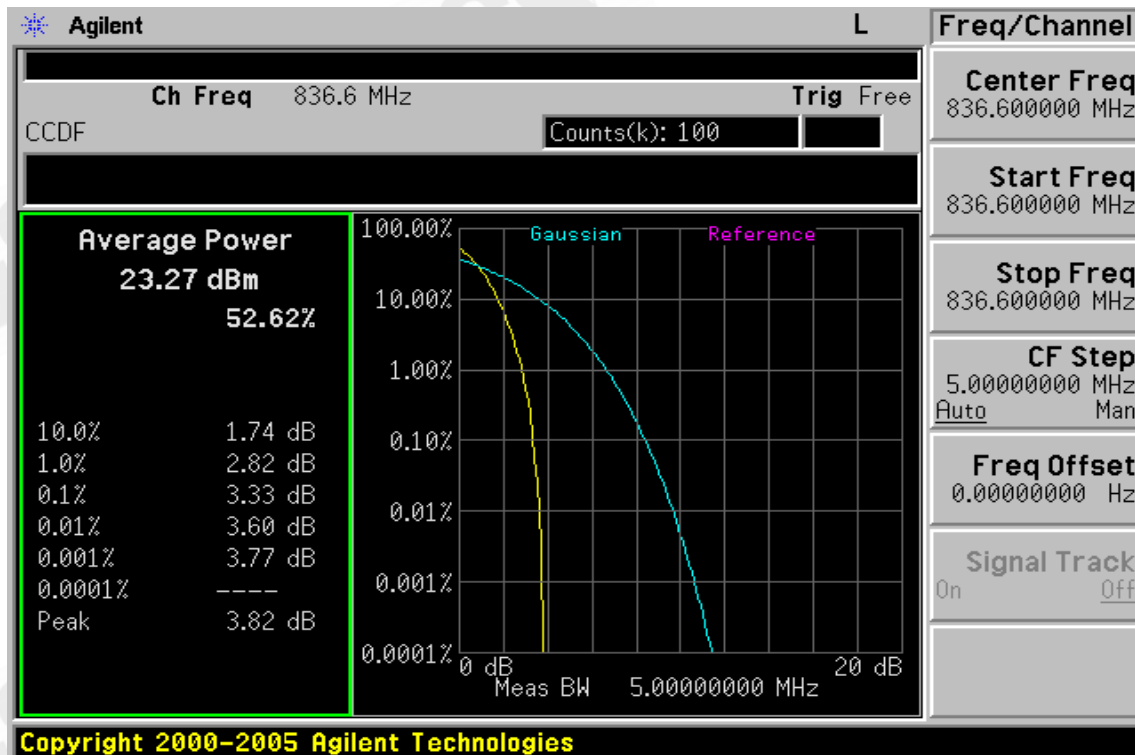 Agilent L
Ch Freq 836.6 MHz Trig Free
CCDF Counts(k): 100
Average Power
23.27 dBm
52.62%
10.0% 1.74 dB
1.0% 2.82 dB
0.1% 3.33 dB
0.01% 3.60 dB
0.001% 3.77 dB
0.0001% ----
Peak 3.82 dB
Gaussian Reference
100.00%
10.00%
1.00%
0.10%
0.01%
0.001%
0.0001%
0 dB 20 dB
Meas BW 5.00000000 MHz
Freq/Channel
Center Freq
836.600000 MHz
Start Freq
836.600000 MHz
Stop Freq
836.600000 MHz
CF Step
5.00000000 MHz
Auto Man
Freq Offset
0.00000000 Hz
Signal Track
On Off
Copyright 2000-2005 Agilent Technologies